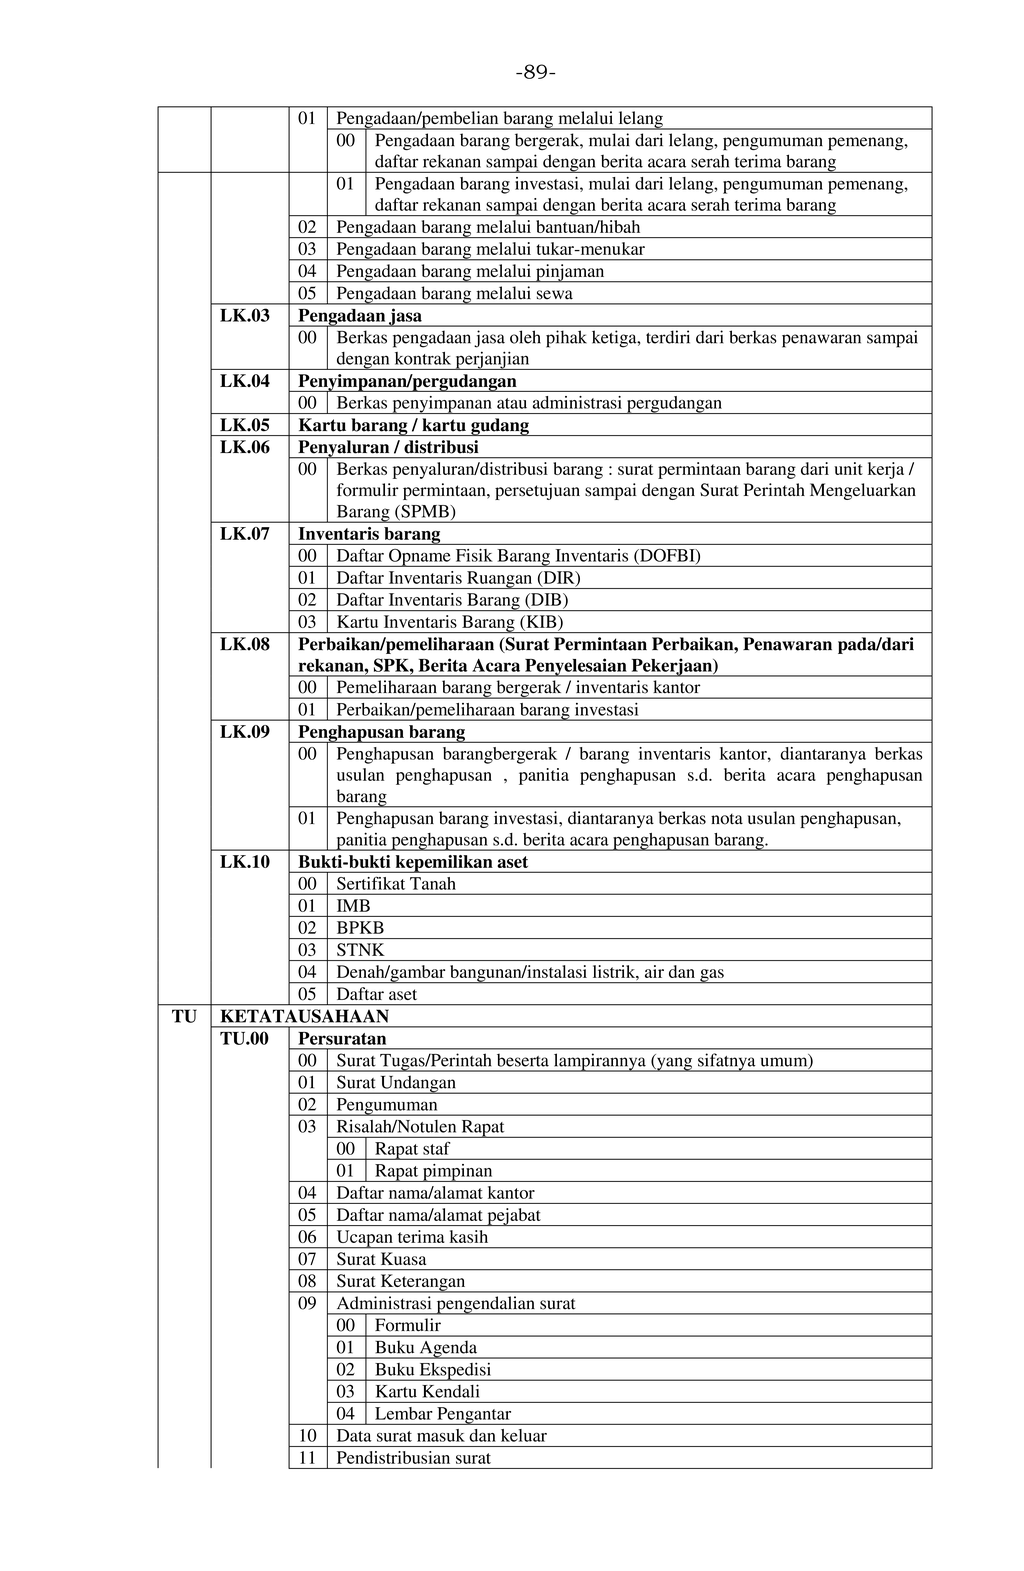 -89-
01 Pengadaan/pembelian barang melalui lelang
00 Pengadaan barang bergerak, mulai dari lelang, pengumuman pemenang,
daftar rekanan sampai dengan berita acara serah terima barang
01 Pengadaan barang investasi, mulai dari lelang, pengumuman pemenang,
daftar rekanan sampai dengan berita acara serah terima barang
02 Pengadaan barang melalui bantuan/hibah
03 Pengadaan barang melalui tukar-menukar
04 Pengadaan barang melalui pinjaman
05 Pengadaan barang melalui sewa
LK.03 Pengadaan jasa
00 Berkas pengadaan jasa oleh pihak ketiga, terdiri dari berkas penawaran sampai
dengan kontrak perjanjian
LK.04 Penyimpanan/pergudangan
00 Berkas penyimpanan atau administrasi pergudangan
LK.05 Kartu barang / kartu gudang
LK.06 Penyaluran / distribusi
00 Berkas penyaluran/distribusi barang : surat permintaan barang dari unit kerja /
formulir permintaan, persetujuan sampai dengan Surat Perintah Mengeluarkan
Barang (SPMB)
LK.07 Inventaris barang
00 Daftar Opname Fisik Barang Inventaris (DOFBI)
01 Daftar Inventaris Ruangan (DIR)
02 Daftar Inventaris Barang (DIB)
03 Kartu Inventaris Barang (KIB)
LK.08 Perbaikan/pemeliharaan (Surat Permintaan Perbaikan, Penawaran pada/dari
rekanan, SPK, Berita Acara Penyelesaian Pekerjaan)
00 Pemeliharaan barang bergerak / inventaris kantor
01 Perbaikan/pemeliharaan barang investasi
LK.09 Penghapusan barang
00 Penghapusan barangbergerak / barang inventaris kantor, diantaranya berkas
usulan penghapusan , panitia penghapusan s.d. berita acara penghapusan
barang
01 Penghapusan barang investasi, diantaranya berkas nota usulan penghapusan,
panitia penghapusan s.d. berita acara penghapusan barang.
LK.10 Bukti-bukti kepemilikan aset
00 Sertifikat Tanah
01 IMB
02 BPKB
03 STNK
04 Denah/gambar bangunan/instalasi listrik, air dan gas
05 Daftar aset
TU KETATAUSAHAAN
TU.00 Persuratan
00 Surat Tugas/Perintah beserta lampirannya (yang sifatnya umum)
01 Surat Undangan
02 Pengumuman
03 Risalah/Notulen Rapat
00 Rapat staf
01 Rapat pimpinan
04 Daftar nama/alamat kantor
05 Daftar nama/alamat pejabat
06 Ucapan terima kasih
07 Surat Kuasa
08 Surat Keterangan
09 Administrasi pengendalian surat
00 Formulir
01 Buku Agenda
02 Buku Ekspedisi
03 Kartu Kendali
04 Lembar Pengantar
10 Data surat masuk dan keluar
11 Pendistribusian surat